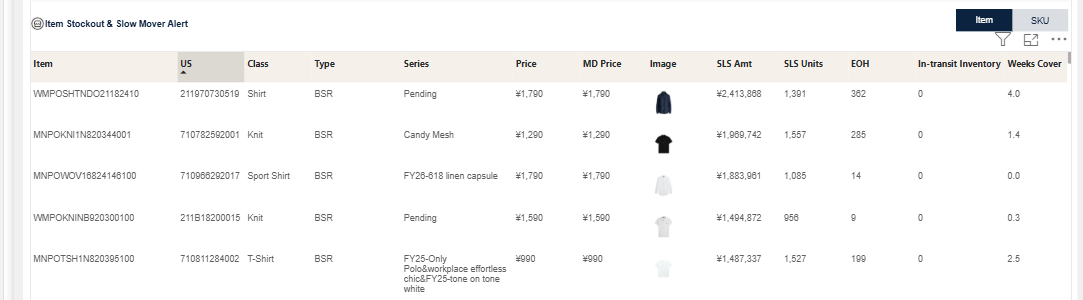 Item Stockout & Slow Mover Alert
Item SKU
Item US Class Type Series Price MD Price Image SLS Amt SLS Units EOH In-transit Inventory Weeks Cover
WMPOSHTNDO21182410 211970730519 Shirt BSR Pending ¥1,790 ¥1,790 ¥2,413,868 1,391 362 0 4.0
MNPOKNI1N820344001 710782592001 Knit BSR Candy Mesh ¥1,290 ¥1,290 ¥1,969,742 1,557 285 0 1.4
MNPOWOV16824146100 710966292017 Sport Shirt BSR FY26-618 linen capsule ¥1,790 ¥1,790 ¥1,883,961 1,085 14 0 0.0
WMPOKNINB920300100 211B18200015 Knit BSR Pending ¥1,590 ¥1,590 ¥1,494,872 956 9 0 0.3
MNPOTSH1N820395100 710811284002 T-Shirt BSR FY25-Only ¥990 ¥990 ¥1,487,337 1,527 199 0 2.5
Polo&workplace effortless
chic&FY25-tone on tone
white